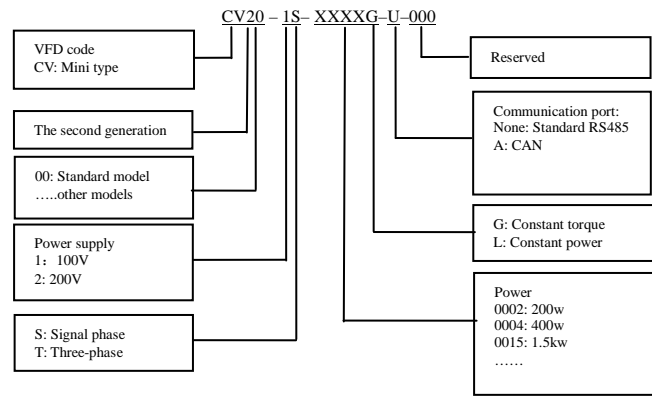 CV20 – 1S– XXXXG–U–000
VFD code
CV: Mini type
The second generation
00: Standard model
…..other models
Power supply
1：100V
2: 200V
S: Signal phase
T: Three-phase
Reserved
Communication port:
None: Standard RS485
A: CAN
G: Constant torque
L: Constant power
Power
0002: 200w
0004: 400w
0015: 1.5kw
……